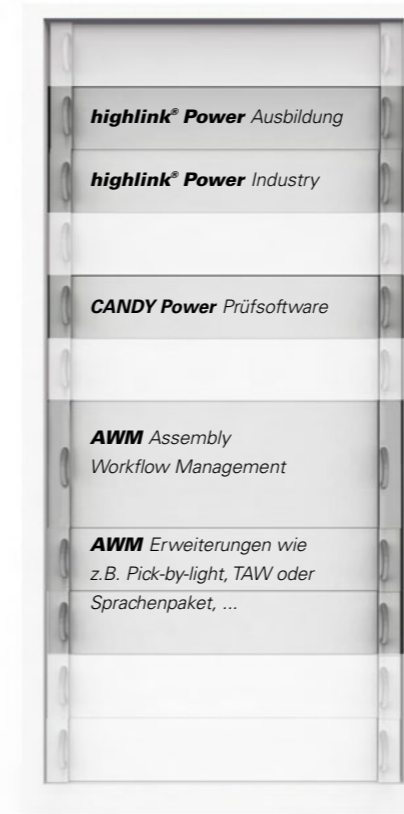 highlink® Power Ausbildung
highlink® Power Industry
CANDY Power Prüfsoftware
AWM Assembly
Workflow Management
AWM Erweiterungen wie
z.B. Pick-by-light, TAW oder
Sprachenpaket, ...